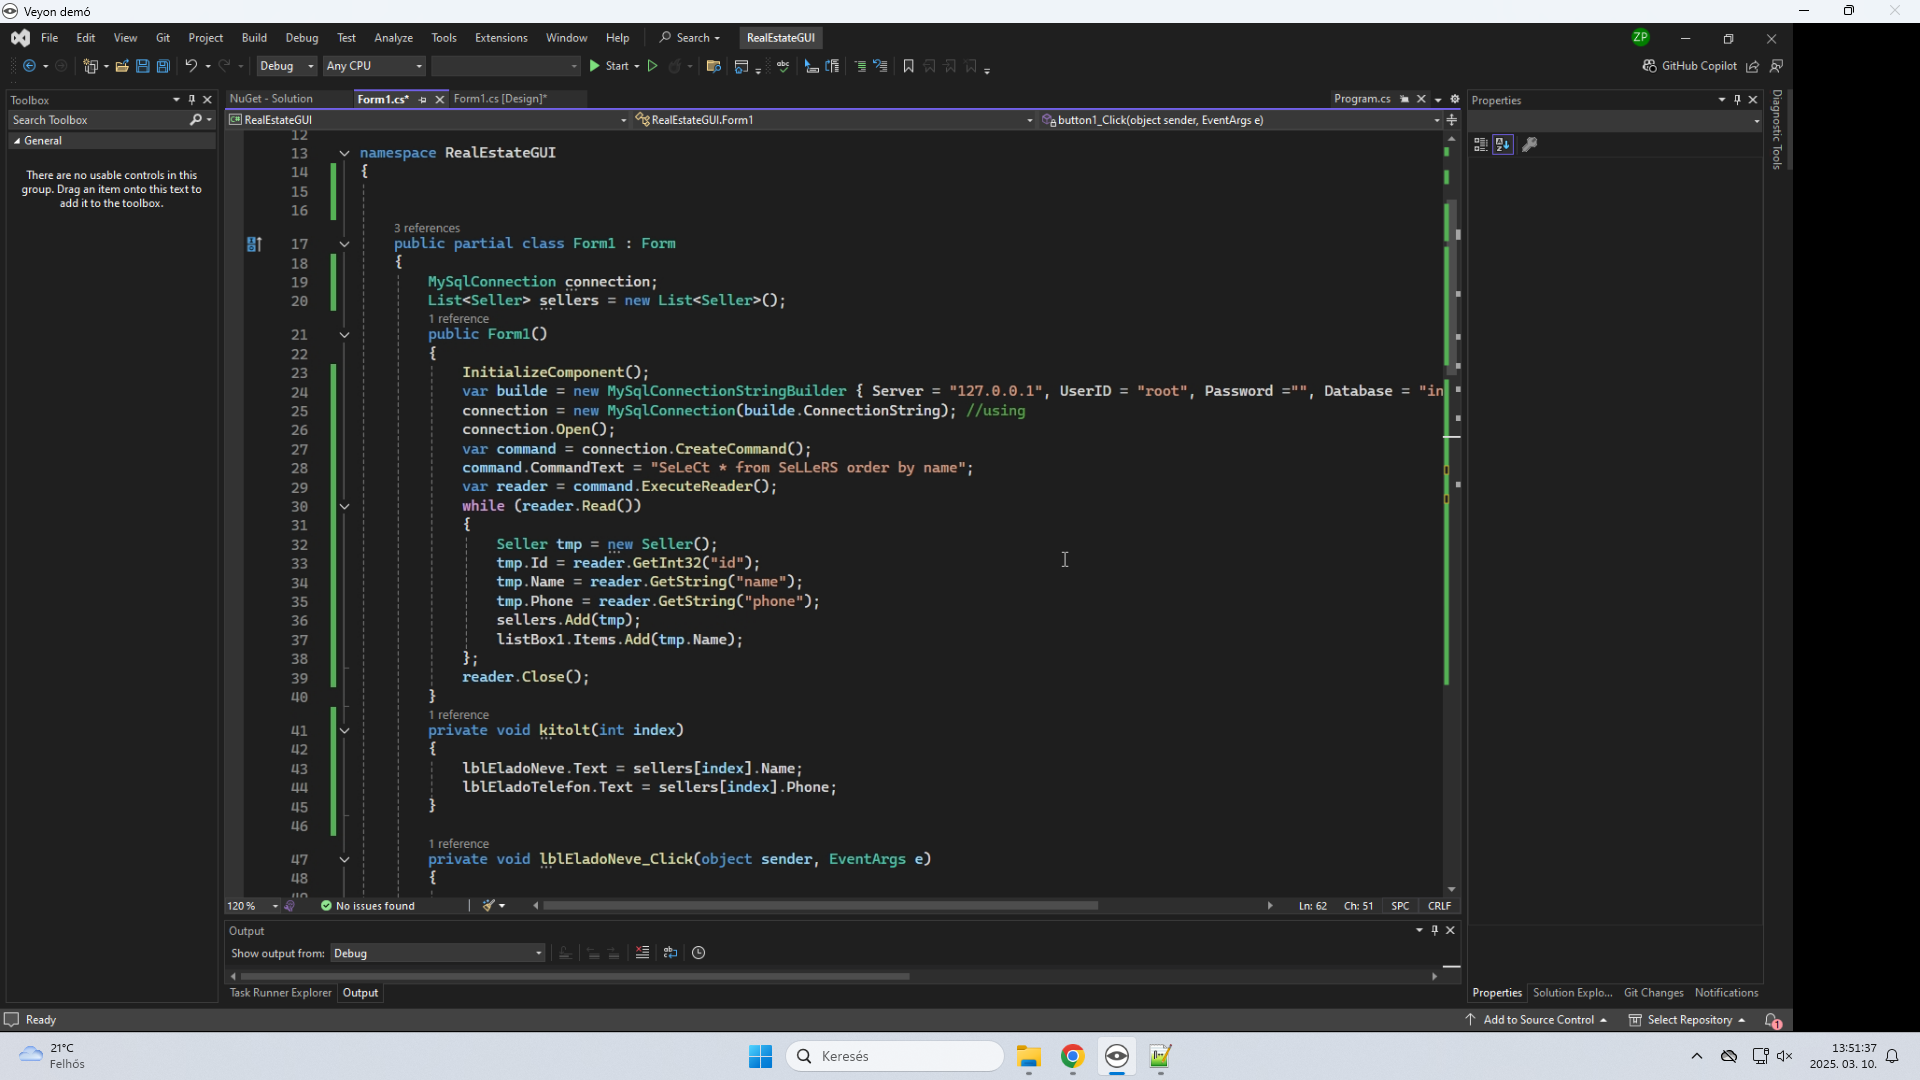 Veyon demó
File Edit View Git Project Build Debug Test Analyze Tools Extensions Window Help Search RealEstateGUI ZP
Debug Any CPU Start GitHub Copilot
Toolbox
Search Toolbox
General
There are no usable controls in this
group. Drag an item onto this text to
add it to the toolbox.
NuGet - Solution Form1.cs* Form1.cs [Design]* Program.cs
RealEstateGUI RealEstateGUI.Form1 button1_Click(object sender, EventArgs e)
12
13 namespace RealEstateGUI
14 {
15
16
3 references
17 public partial class Form1 : Form
18 {
19 MySqlConnection connection;
20 List<Seller> sellers = new List<Seller>();
1 reference
21 public Form1()
22 {
23 InitializeComponent();
24 var builde = new MySqlConnectionStringBuilder { Server = "127.0.0.1", UserID = "root", Password ="", Database = "in
25 connection = new MySqlConnection(builde.ConnectionString); //using
26 connection.Open();
27 var command = connection.CreateCommand();
28 command.CommandText = "SeLeCt * from SeLLeRS order by name";
29 var reader = command.ExecuteReader();
30 while (reader.Read())
31 {
32 Seller tmp = new Seller();
33 tmp.Id = reader.GetInt32("id");
34 tmp.Name = reader.GetString("name");
35 tmp.Phone = reader.GetString("phone");
36 sellers.Add(tmp);
37 listBox1.Items.Add(tmp.Name);
38 };
39 reader.Close();
40 }
1 reference
41 private void kitolt(int index)
42 {
43 lblEladoNeve.Text = sellers[index].Name;
44 lblEladoTelefon.Text = sellers[index].Phone;
45 }
46
1 reference
47 private void lblEladoNeve_Click(object sender, EventArgs e)
48 {
120 % No issues found Ln: 62 Ch: 51 SPC CRLF
Output
Show output from: Debug
Task Runner Explorer Output
Properties
Diagnostic Tools
Properties Solution Explo... Git Changes Notifications
Ready Add to Source Control Select Repository 1
21°C
Felhős
Keresés
13:51:37
2025. 03. 10.